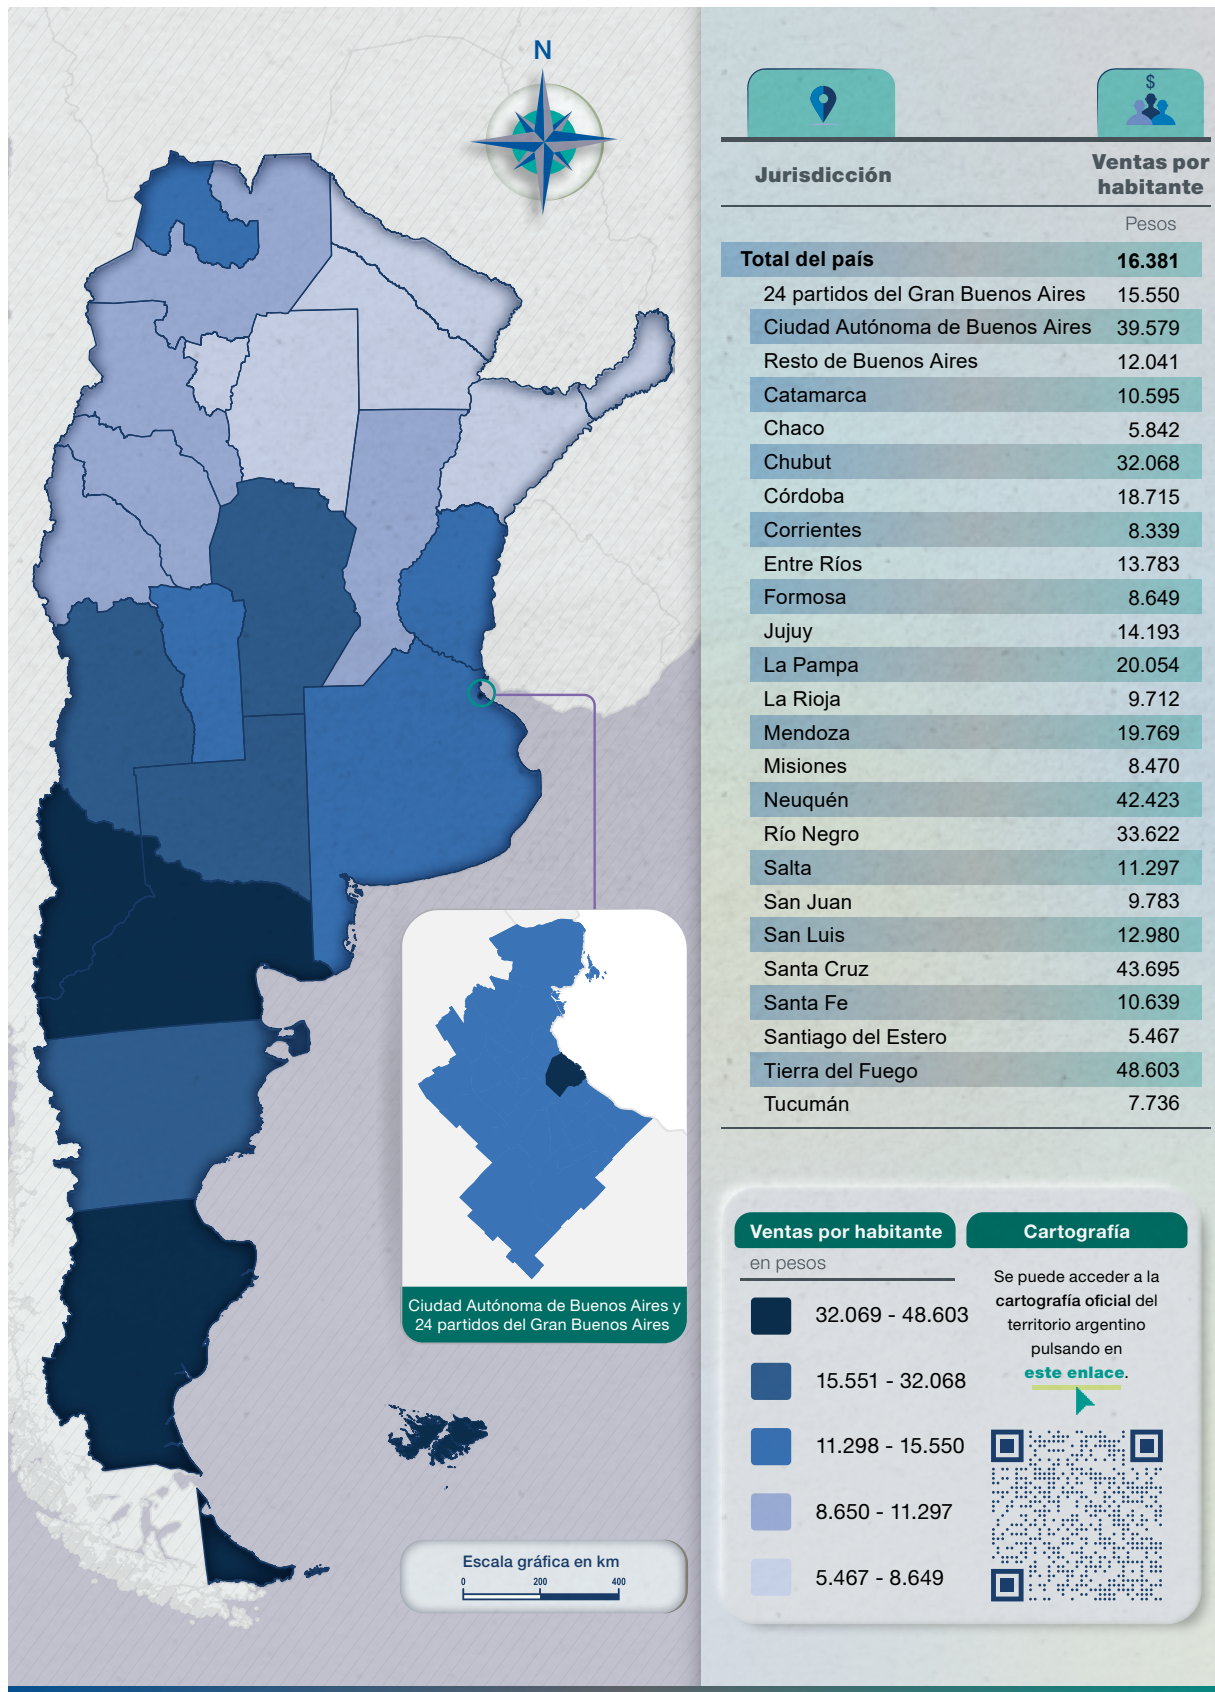 N
$
Jurisdicción
Ventas por
habitante
Pesos
Total del país 16.381
24 partidos del Gran Buenos Aires 15.550
Ciudad Autónoma de Buenos Aires 39.579
Resto de Buenos Aires 12.041
Catamarca 10.595
Chaco 5.842
Chubut 32.068
Córdoba 18.715
Corrientes 8.339
Entre Ríos 13.783
Formosa 8.649
Jujuy 14.193
La Pampa 20.054
La Rioja 9.712
Mendoza 19.769
Misiones 8.470
Neuquén 42.423
Río Negro 33.622
Salta 11.297
San Juan 9.783
San Luis 12.980
Santa Cruz 43.695
Santa Fe 10.639
Santiago del Estero 5.467
Tierra del Fuego 48.603
Tucumán 7.736
Ciudad Autónoma de Buenos Aires y
24 partidos del Gran Buenos Aires
Escala gráfica en km
0 200 400
Ventas por habitante
en pesos
32.069 - 48.603
15.551 - 32.068
11.298 - 15.550
8.650 - 11.297
5.467 - 8.649
Cartografía
Se puede acceder a la
cartografía oficial del
territorio argentino
pulsando en
este enlace.